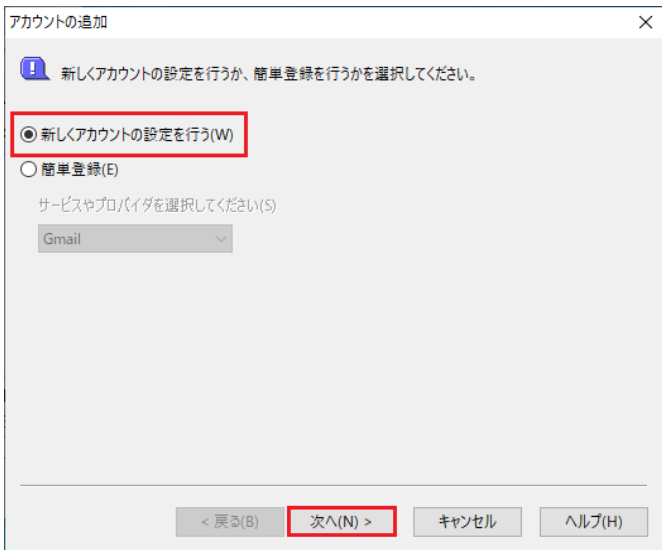 アカウントの追加
新しくアカウントの設定を行うか、簡単登録を行うかを選択してください。
新しくアカウントの設定を行う(W)
簡単登録(E)
サービスやプロバイダを選択してください(S)
Gmail
< 戻る(B) 次へ(N) > キャンセル ヘルプ(H)